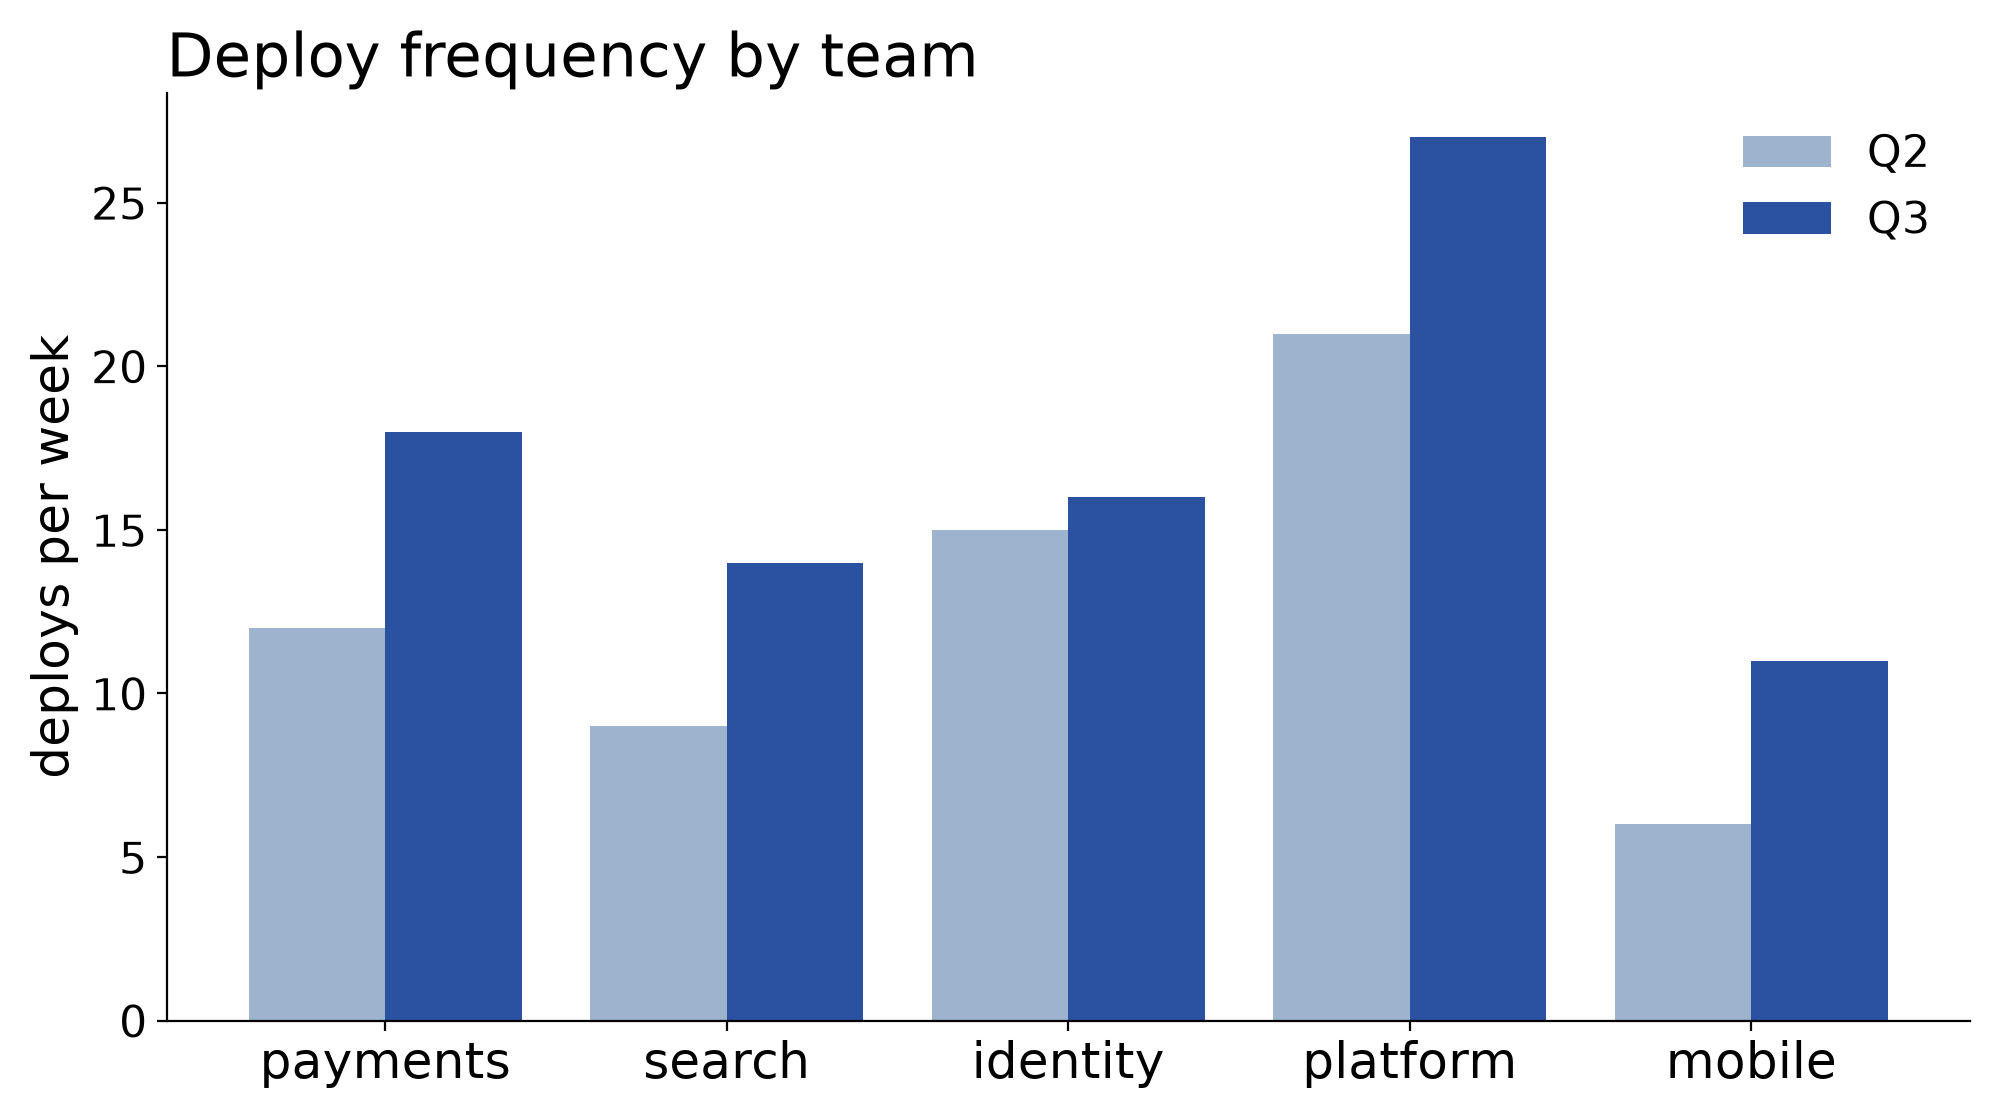 Deploy frequency by team
Q2
Q3
deploys per week
25
20
15
10
5
0
payments search identity platform mobile